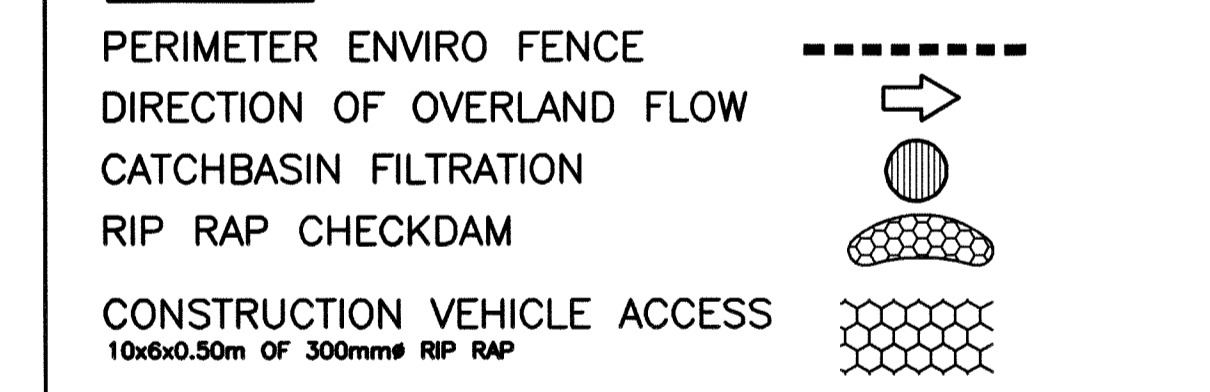 PERIMETER ENVIRO FENCE
DIRECTION OF OVERLAND FLOW
CATCHBASIN FILTRATION
RIP RAP CHECKDAM
CONSTRUCTION VEHICLE ACCESS
10x6x0.50m OF 300mmø RIP RAP